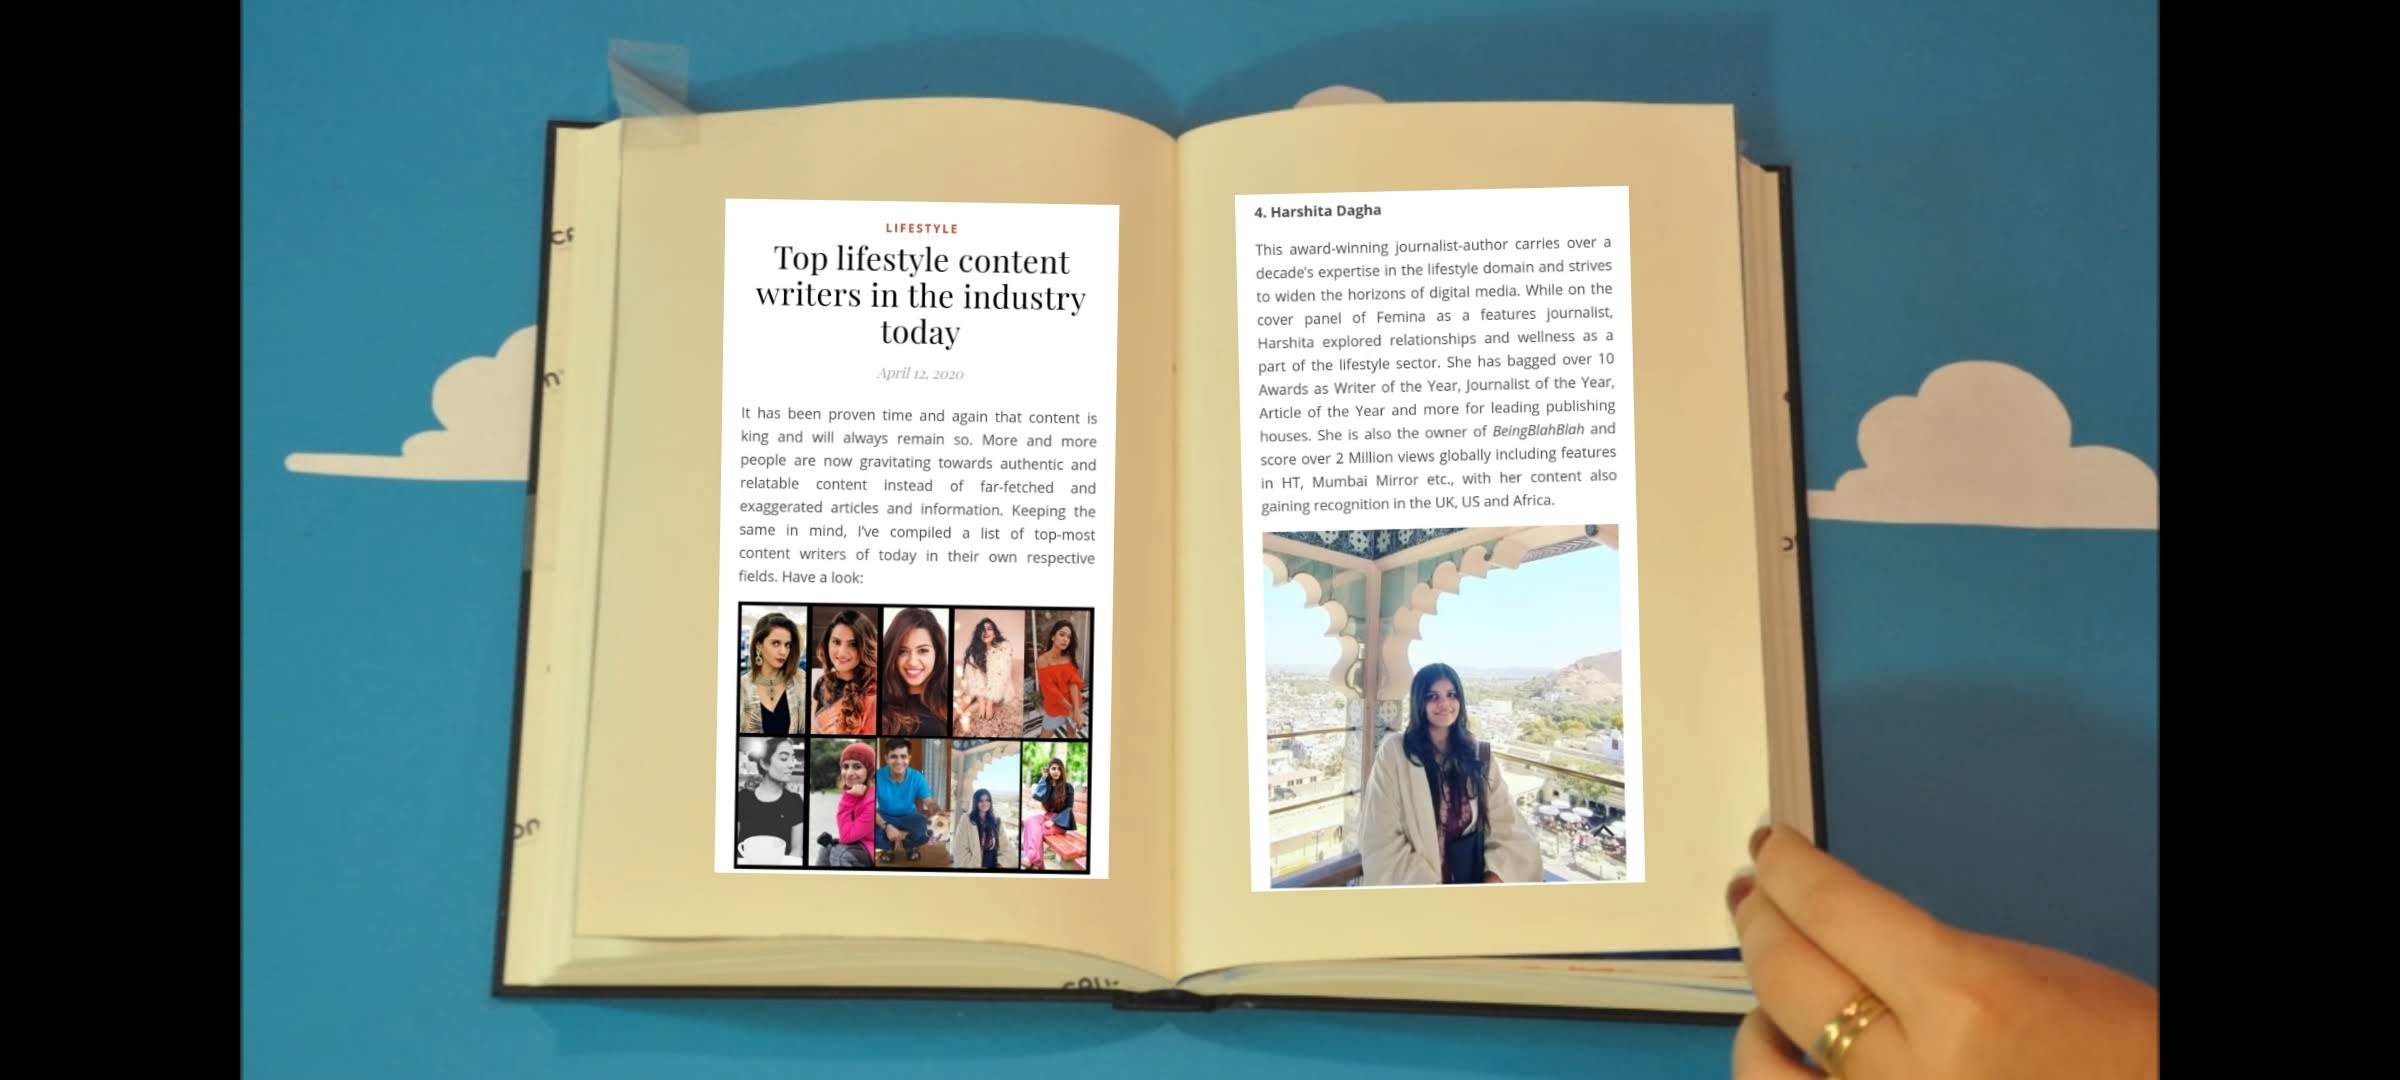 LIFESTYLE
Top lifestyle content
writers in the industry
today
April 12, 2020
It has been proven time and again that content is
king and will always remain so. More and more
people are now gravitating towards authentic and
relatable content instead of far-fetched and
exaggerated articles and information. Keeping the
same in mind, I've compiled a list of top-most
content writers of today in their own respective
fields. Have a look:
4. Harshita Dagha
This award-winning journalist-author carries over a
decade's expertise in the lifestyle domain and strives
to widen the horizons of digital media. While on the
cover panel of Femina as a features journalist,
Harshita explored relationships and wellness as a
part of the lifestyle sector. She has bagged over 10
Awards as Writer of the Year, Journalist of the Year,
Article of the Year and more for leading publishing
houses. She is also the owner of BeingBlahBlah and
score over 2 Million views globally including features
in HT, Mumbai Mirror etc., with her content also
gaining recognition in the UK, US and Africa.